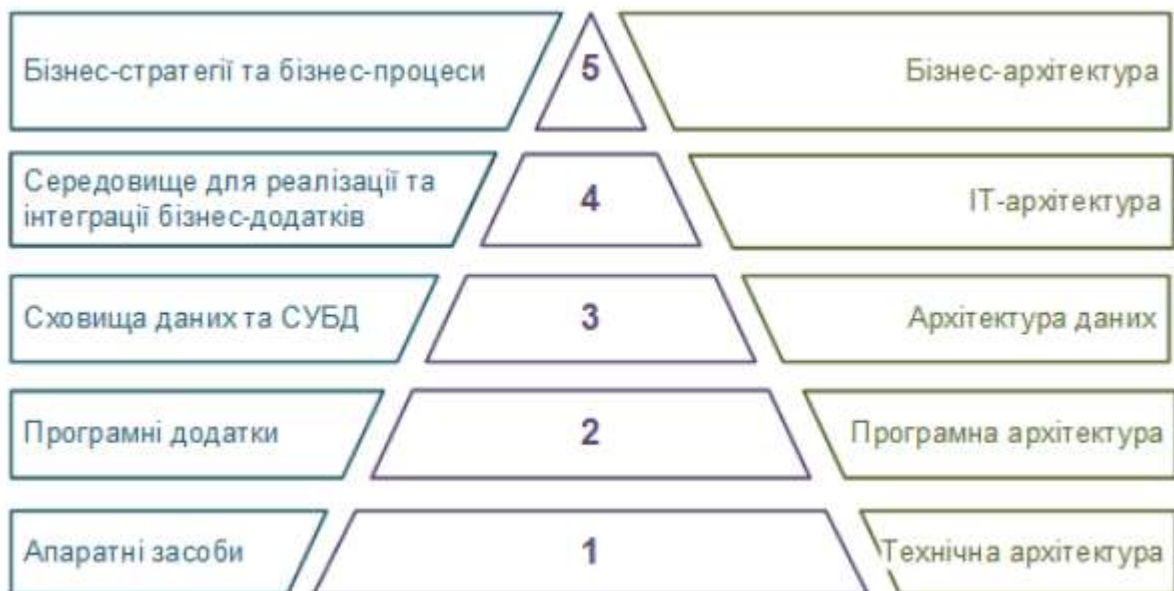 Бізнес-стратегії та бізнес-процеси
5
Бізнес-архітектура
Середовище для реалізації та
інтеграції бізнес-додатків
4
ІТ-архітектура
Сховища даних та СУБД
3
Архітектура даних
Програмні додатки
2
Програмна архітектура
Апаратні засоби
1
Технічна архітектура